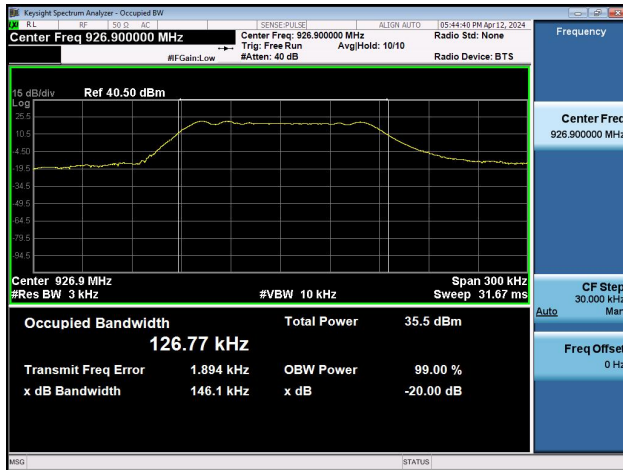 Keysight Spectrum Analyzer - Occupied BW
LXI RL RF 50 Ω AC SENSE:PULSE ALIGN AUTO 05:44:40 PM Apr 12, 2024
Center Freq 926.900000 MHz
Center Freq: 926.900000 MHz Radio Std: None
Trig: Free Run Avg|Hold: 10/10
#IFGain:Low #Atten: 40 dB Radio Device: BTS
Frequency
15 dB/div Ref 40.50 dBm
Log
25.5
10.5
-4.50
-19.5
-34.5
-49.5
-64.5
-79.5
-94.5
Center Freq
926.900000 MHz
Center 926.9 MHz Span 300 kHz
#Res BW 3 kHz #VBW 10 kHz Sweep 31.67 ms
CF Step
30.000 kHz
Auto Man
Occupied Bandwidth Total Power 35.5 dBm
126.77 kHz
Transmit Freq Error 1.894 kHz OBW Power 99.00 %
x dB Bandwidth 146.1 kHz x dB -20.00 dB
Freq Offset
0 Hz
MSG STATUS